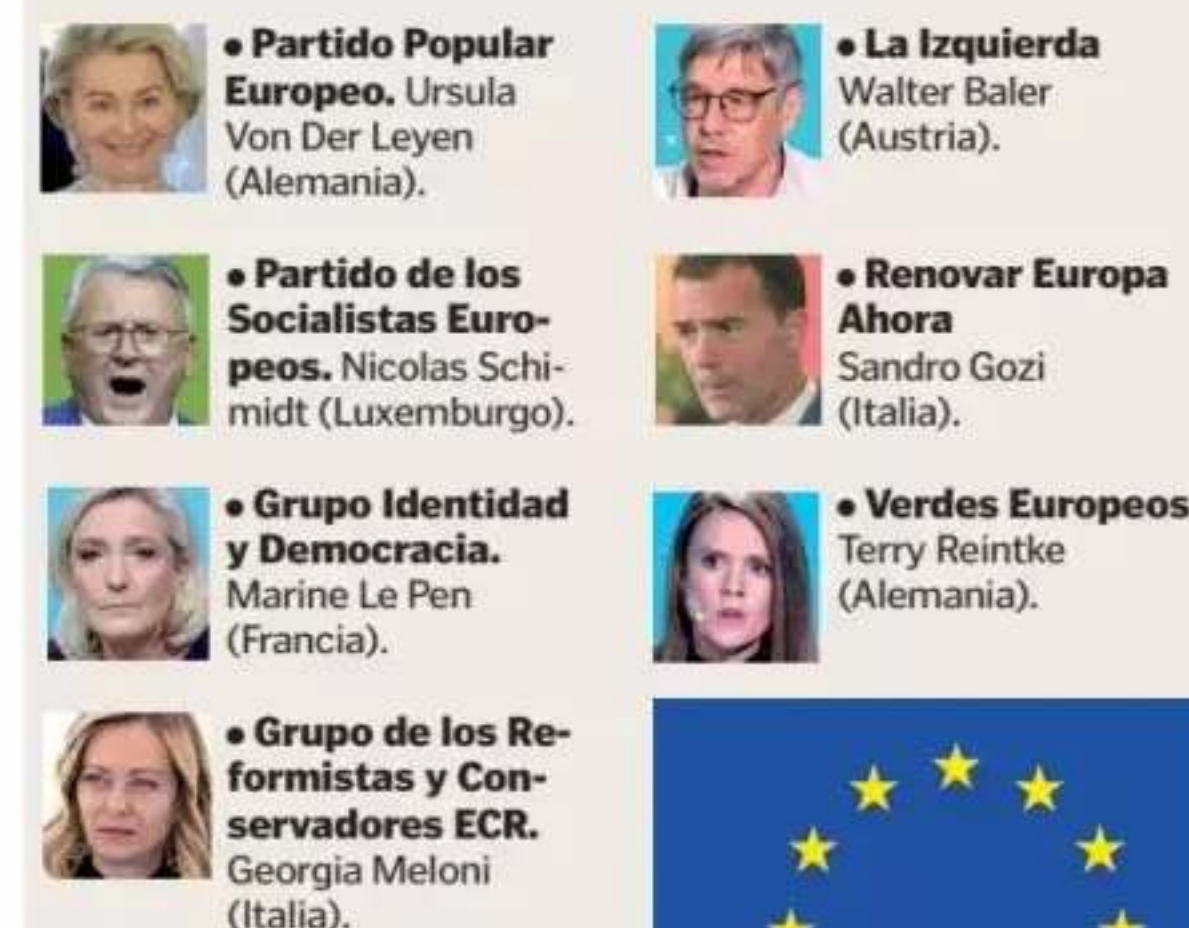 • Partido Popular
Europeo. Ursula
Von Der Leyen
(Alemania).
• Partido de los
Socialistas Euro-
peos. Nicolas Schi-
midt (Luxemburgo).
• Grupo Identidad
y Democracia.
Marine Le Pen
(Francia).
• Grupo de los Re-
formistas y Con-
servadores ECR.
Georgia Meloni
(Italia).
• La Izquierda
Walter Baler
(Austria).
• Renovar Europa
Ahora
Sandro Gozi
(Italia).
• Verdes Europeos
Terry Reintke
(Alemania).